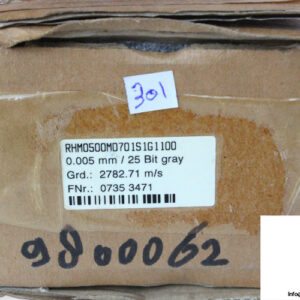 301
RHM0500MD701S1G1100
0.005 mm / 25 Bit gray
Grd.: 2782.71 m/s
FNr.: 0735 3471
9800062